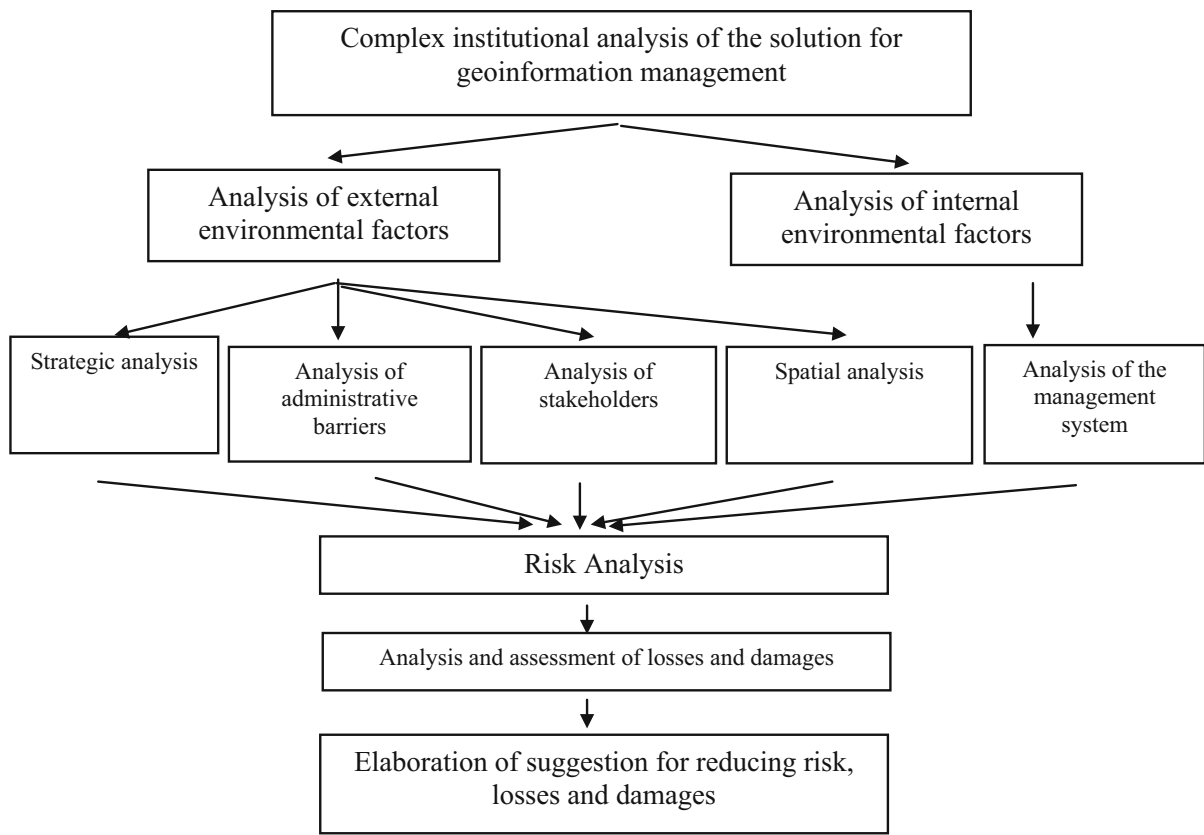 Complex institutional analysis of the solution for
geoinformation management
Analysis of external
environmental factors
Analysis of internal
environmental factors
Strategic analysis
Analysis of
administrative
barriers
Analysis of
stakeholders
Spatial analysis
Analysis of the
management
system
Risk Analysis
Analysis and assessment of losses and damages
Elaboration of suggestion for reducing risk,
losses and damages